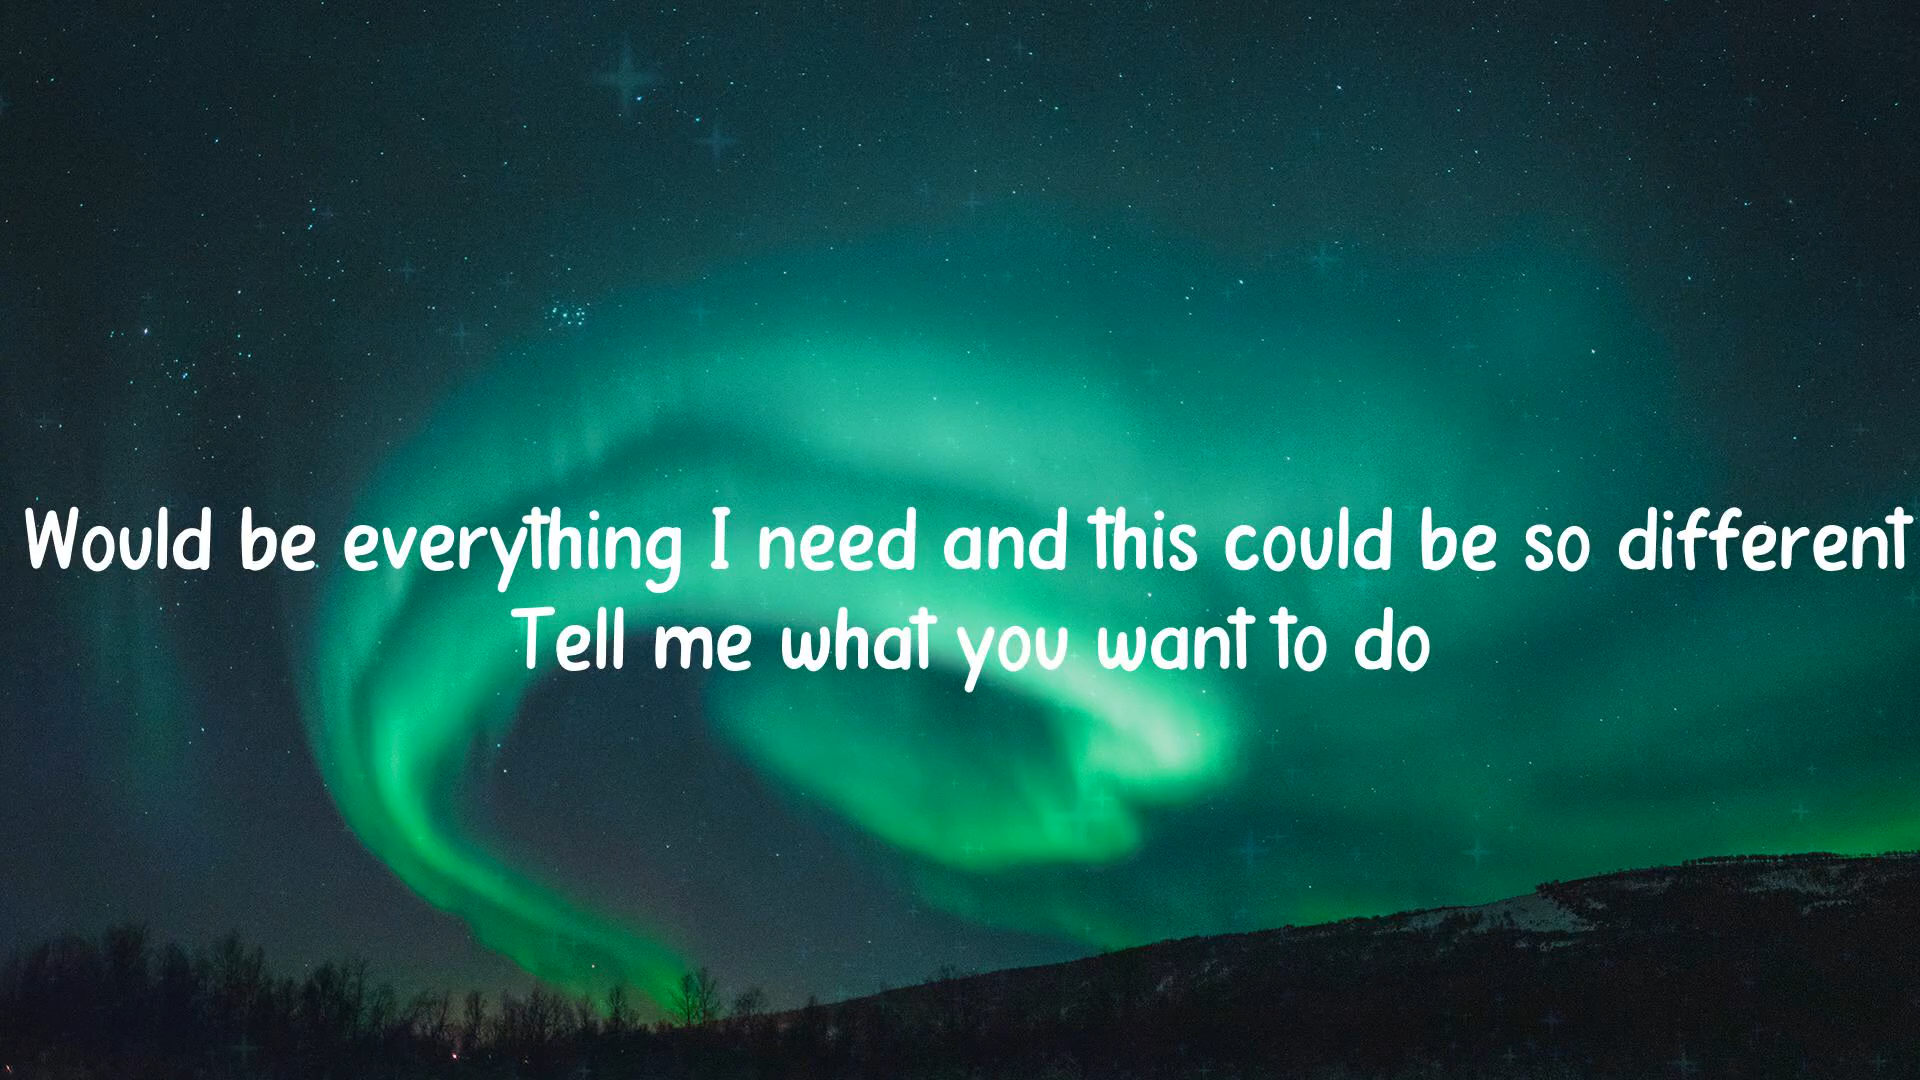 Would be everything I need and this could be so different
Tell me what you want to do